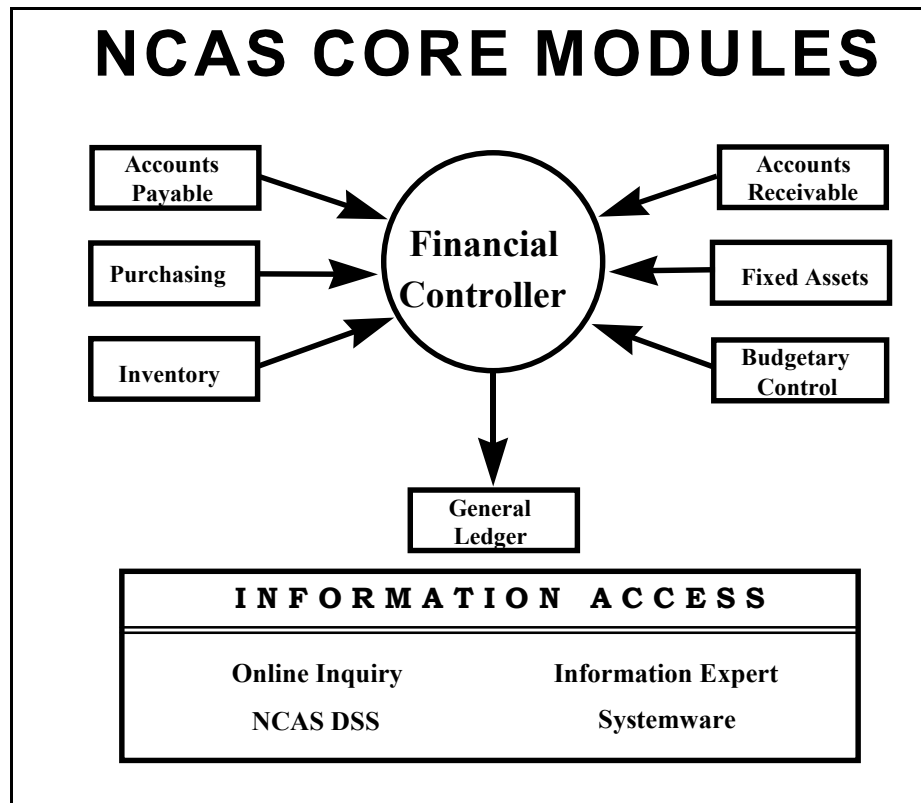 NCAS CORE MODULES
Accounts
Payable
Accounts
Receivable
Financial
Controller
Purchasing
Fixed Assets
Inventory
Budgetary
Control
General
Ledger
INFORMATION ACCESS
Online Inquiry
Information Expert
NCAS DSS
Systemware